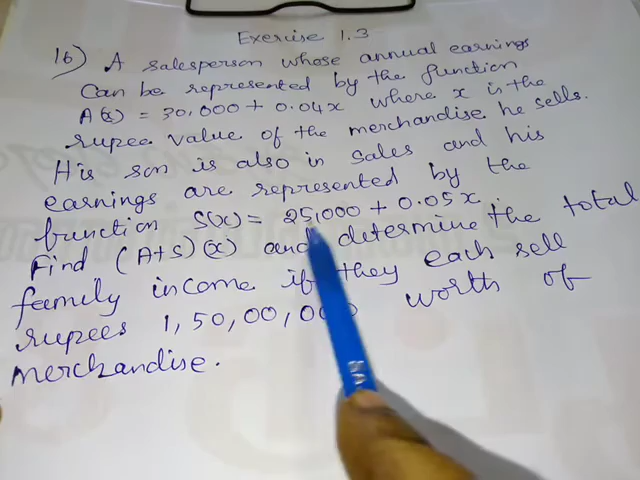 Exercise 1.3
16) A salesperson whose annual earnings
Can be represented by the function
A(x) = 30,000 + 0.04x where x is the
rupee value of the merchandise he sells.
His son is also in sales and his
earnings are represented by the
function S(x) = 25,000 + 0.05x.
Find (A+S)(x) and determine the total
family income if they each sell
rupees 1,50,00,000 worth of
merchandise.